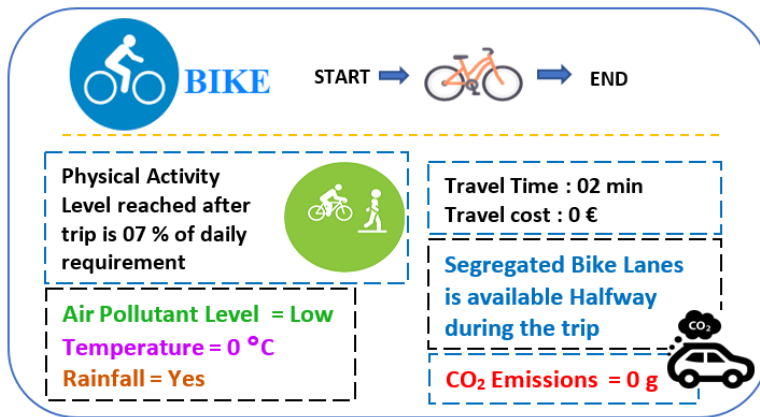 BIKE START END
Physical Activity
Level reached after
trip is 07 % of daily
requirement
Travel Time : 02 min
Travel cost : 0 €
Air Pollutant Level = Low
Temperature = 0 °C
Rainfall = Yes
Segregated Bike Lanes
is available Halfway
during the trip
CO₂
CO₂ Emissions = 0 g